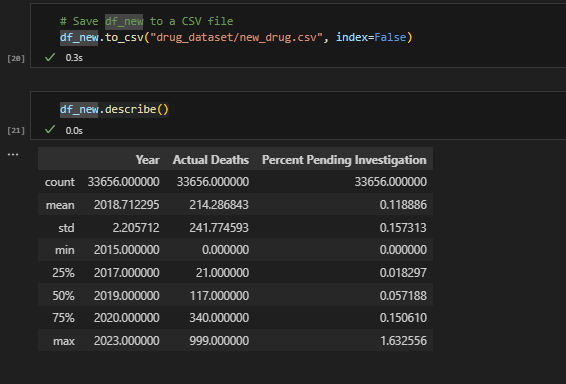 # Save df_new to a CSV file
df_new.to_csv("drug_dataset/new_drug.csv", index=False)
[20]
0.3s
df_new.describe()
[21]
0.0s
...
Year Actual Deaths Percent Pending Investigation
count 33656.000000 33656.000000 33656.000000
mean 2018.712295 214.286843 0.118886
std 2.205712 241.774593 0.157313
min 2015.000000 0.000000 0.000000
25% 2017.000000 21.000000 0.018297
50% 2019.000000 117.000000 0.057188
75% 2020.000000 340.000000 0.150610
max 2023.000000 999.000000 1.632556